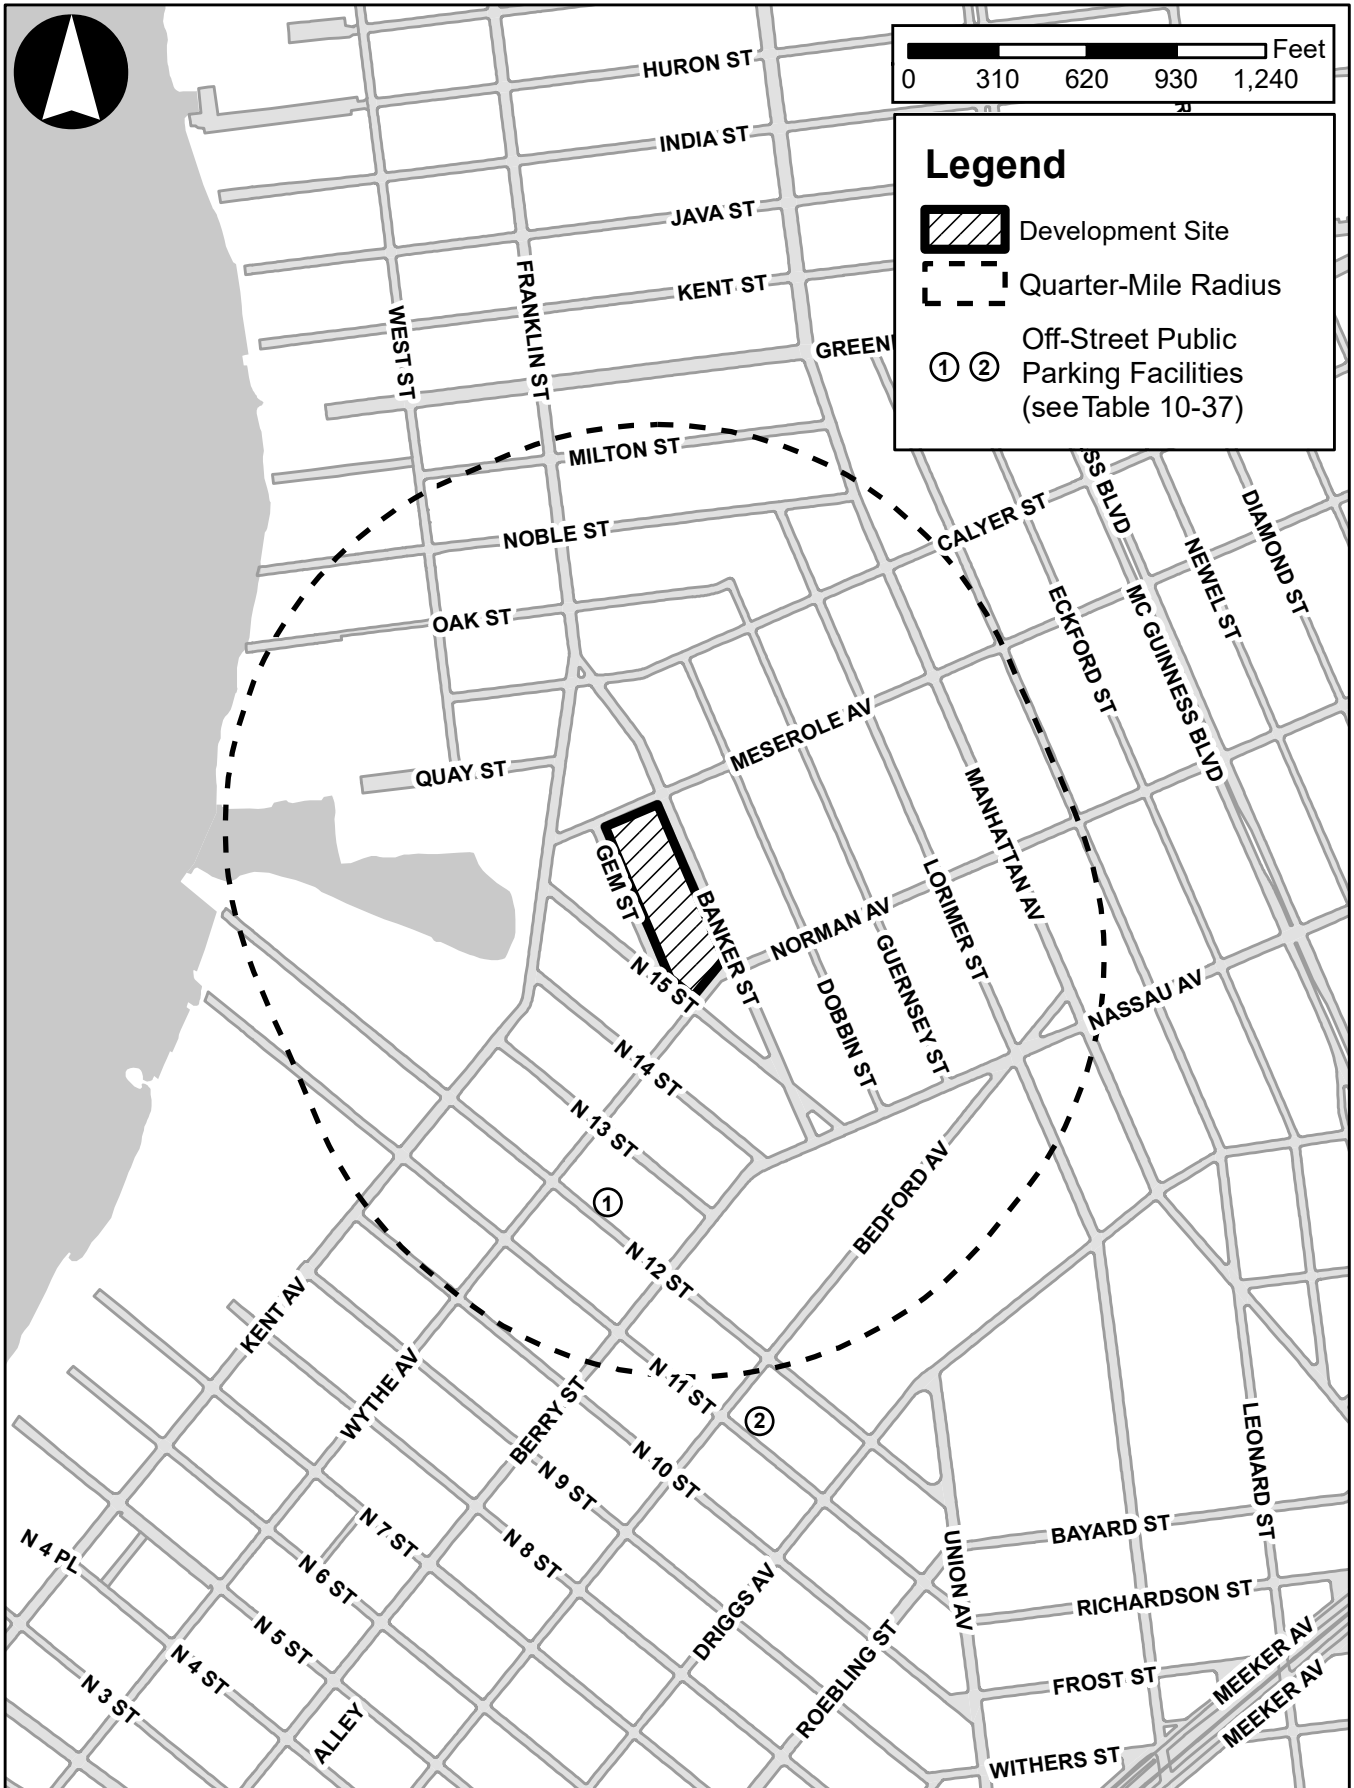 HURON ST
Feet
0 310 620 930 1,240
INDIA ST
Legend
JAVA ST
Development Site
KENT ST
Quarter-Mile Radius
WEST ST
FRANKLIN ST
Off-Street Public
① ②
Parking Facilities
(see Table 10-37)
MILTON ST
NOBLE ST
CALYER ST
SS BLVD
DIAMOND ST
NEWEL ST
OAK ST
ECKFORD ST
MC GUINNESS BLVD
MESEROLE AV
QUAY ST
MANHATTAN AV
GEM ST
BANKER ST
LORIMER ST
NORMAN AV
GUERNSEY ST
N 15 ST
DOBBIN ST
NASSAU AV
N 14 ST
N 13 ST
BEDFORD AV
①
N 12 ST
KENT AV
WYTHE AV
N 11 ST
BERRY ST
②
LEONARD ST
N 10 ST
N 9 ST
N 7 ST
N 8 ST
BAYARD ST
N 4 PL
N 6 ST
UNION AV
DRIGGS AV
RICHARDSON ST
N 5 ST
N 4 ST
ROEBLING ST
MEEKER AV
FROST ST
N 3 ST
MEEKER AV
ALLEY
WITHERS ST